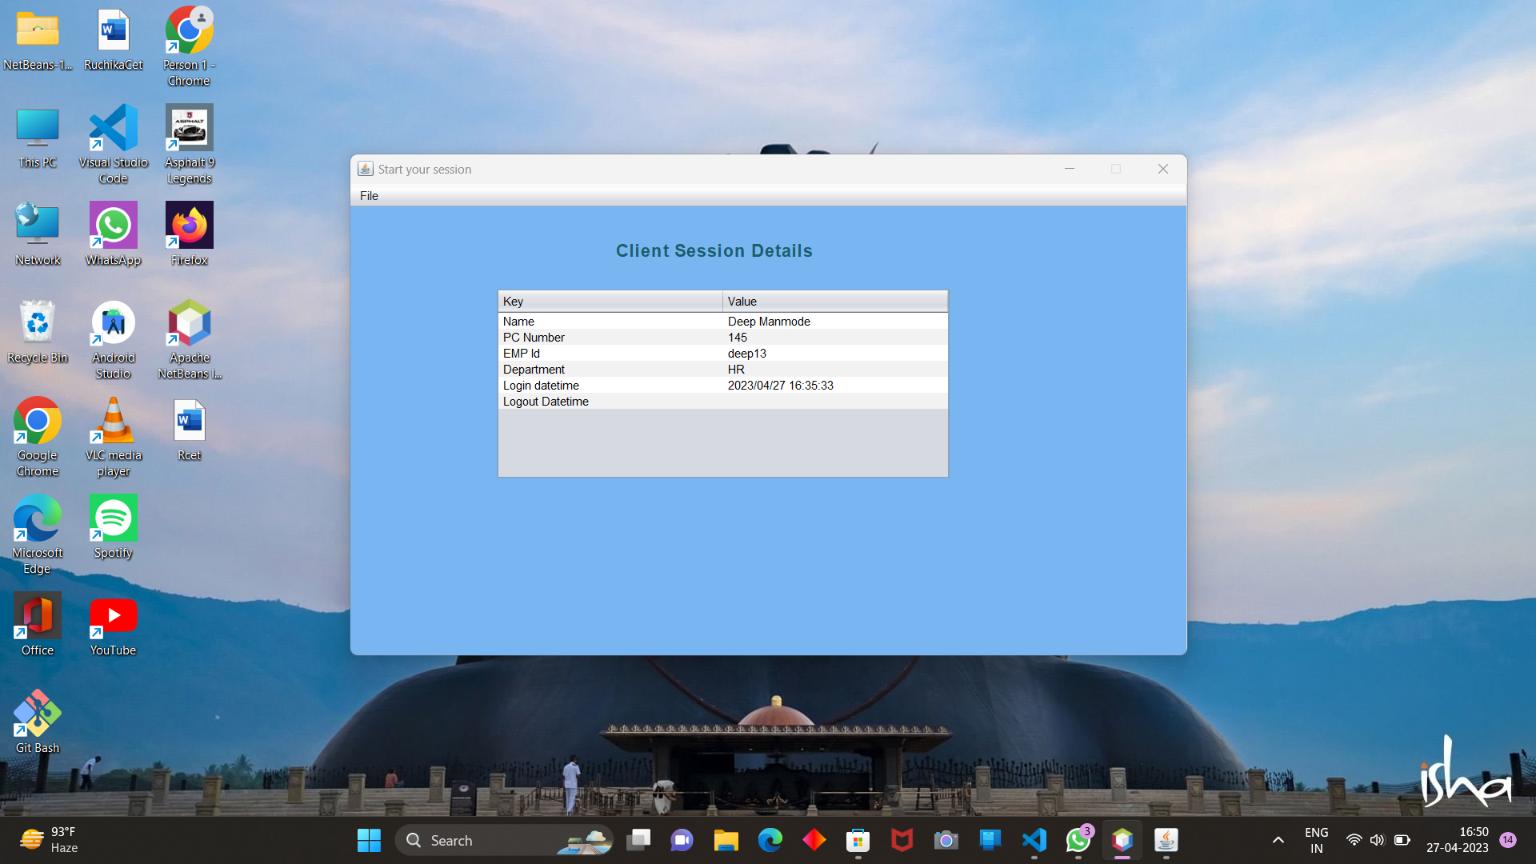 NetBeans-1...
RuchikaCet
Person 1 -
Chrome
This PC
Visual Studio
Code
ASPHALT
Asphalt 9
Legends
Network
WhatsApp
Firefox
Recycle Bin
Android
Studio
Apache
NetBeans I...
Google
Chrome
VLC media
player
Rcet
Microsoft
Edge
Spotify
Office
YouTube
Git Bash
Start your session
File
Client Session Details
Key Value
Name Deep Manmode
PC Number 145
EMP Id deep13
Department HR
Login datetime 2023/04/27 16:35:33
Logout Datetime
isha
93°F
Haze
Search
3
ENG
IN
16:50
27-04-2023
14